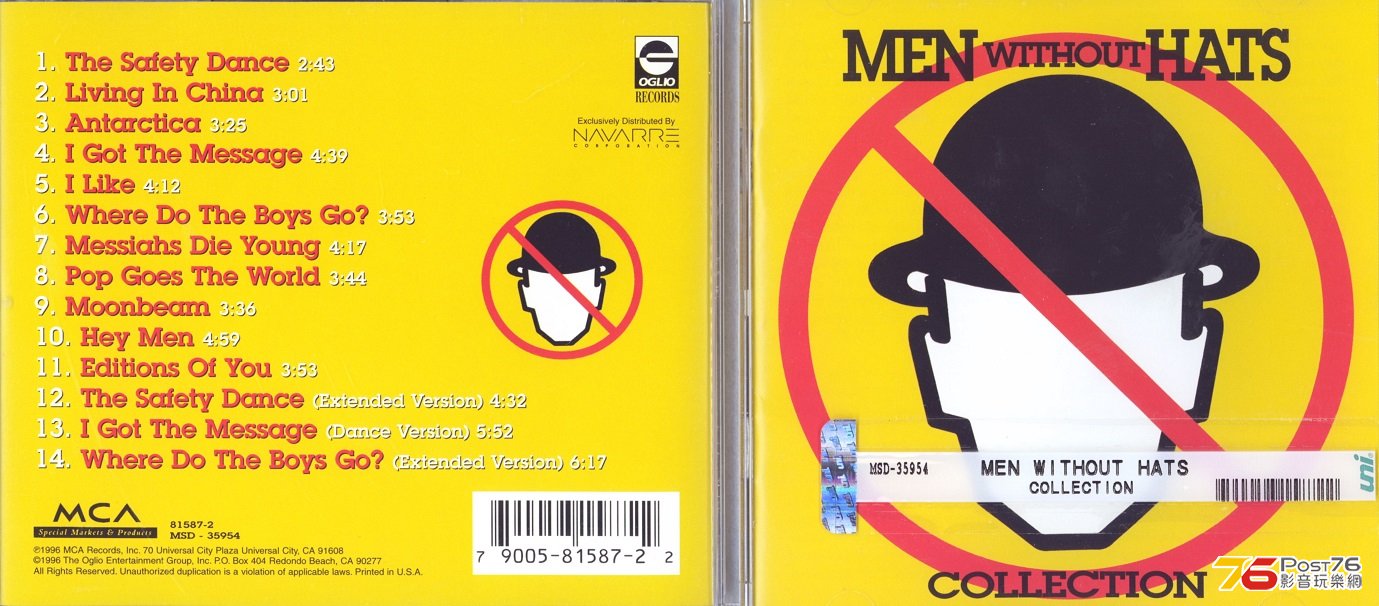 1. The Safety Dance 2:43
2. Living In China 3:01
3. Antarctica 3:25
4. I Got The Message 4:39
5. I Like 4:12
6. Where Do The Boys Go? 3:53
7. Messiahs Die Young 4:17
8. Pop Goes The World 3:44
9. Moonbeam 3:36
10. Hey Men 4:59
11. Editions Of You 3:53
12. The Safety Dance (Extended Version) 4:32
13. I Got The Message (Dance Version) 5:52
14. Where Do The Boys Go? (Extended Version) 6:17
OGLIO
RECORDS
Exclusively Distributed By
NAVARRE
CORPORATION
MCA
Special Markets & Products
81587-2
MSD - 35954
℗1996 MCA Records, Inc. 70 Universal City Plaza Universal City, CA 91608
©1996 The Oglio Entertainment Group, Inc. P.O. Box 404 Redondo Beach, CA 90277
All Rights Reserved. Unauthorized duplication is a violation of applicable laws. Printed in U.S.A.
7 90058-1587-2 2
MEN WITHOUT HATS
MSD-35954
MEN WITHOUT HATS
COLLECTION
uni
COLLECTION
76 Post76
影音玩樂網